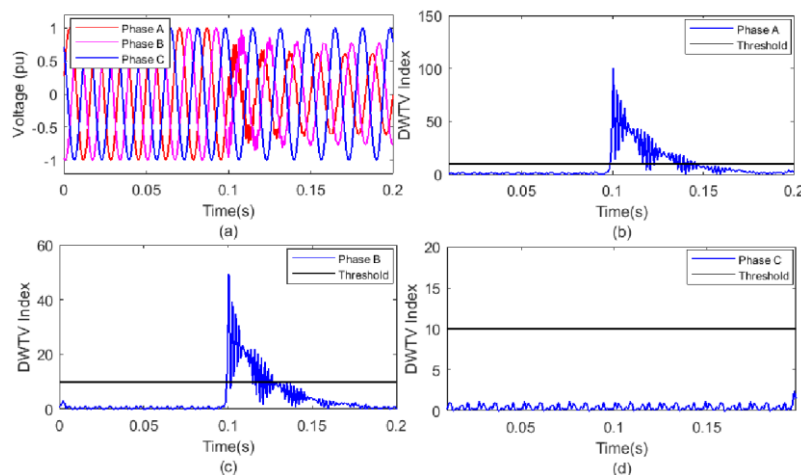 Phase A
Phase B
Phase C
Voltage (pu)
1
0.5
0
-0.5
-1
0
0.05
0.1
0.15
0.2
Time(s)
(a)
Phase A
Threshold
DWTV Index
150
100
50
0
0.05
0.1
0.15
0.2
Time(s)
(b)
Phase B
Threshold
DWTV Index
60
40
20
0
0
0.05
0.1
0.15
0.2
Time(s)
(c)
Phase C
Threshold
DWTV Index
20
15
10
5
0
0.05
0.1
0.15
Time(s)
(d)